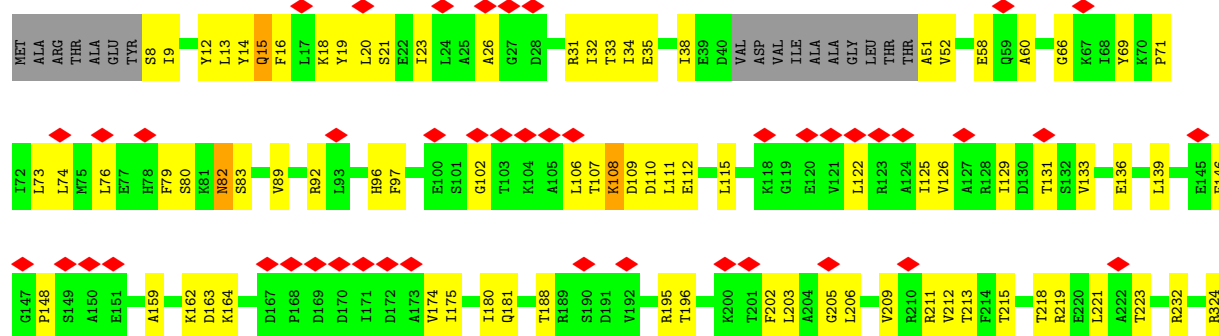 MET ALA ARG THR ALA GLU TYR S8 I9 Y12 L13 Y14 Q15 F16 L17 K18 Y19 L20 S21 E22 I23 L24 A25 A26 G27 D28 R31 I32 T33 I34 E35 I38 E39 D40 VAL ASP VAL ILE ALA ALA GLY LEU THR THR A51 V52 E58 Q59 A60 G66 K67 I68 Y69 K70 P71
I72 L73 L74 M75 L76 E77 H78 F79 S80 K81 N82 S83 V89 R92 L93 H96 F97 E100 S101 G102 T103 K104 A105 L106 T107 K108 D109 D110 L111 E112 L115 K118 G119 E120 V121 L122 R123 A124 I125 V126 A127 R128 I129 D130 T131 S132 V133 E136 L139 E145
G147 P148 S149 A150 E151 A159 K162 D163 K164 D167 P168 D169 D170 I171 D172 A173 V174 I175 I180 Q181 T188 R189 S190 D191 V192 R195 T196 K200 T201 F202 L203 A204 G205 L206 V209 R210 R211 V212 T213 F214 T215 T218 R219 E220 L221 A222 T223 R232 R324